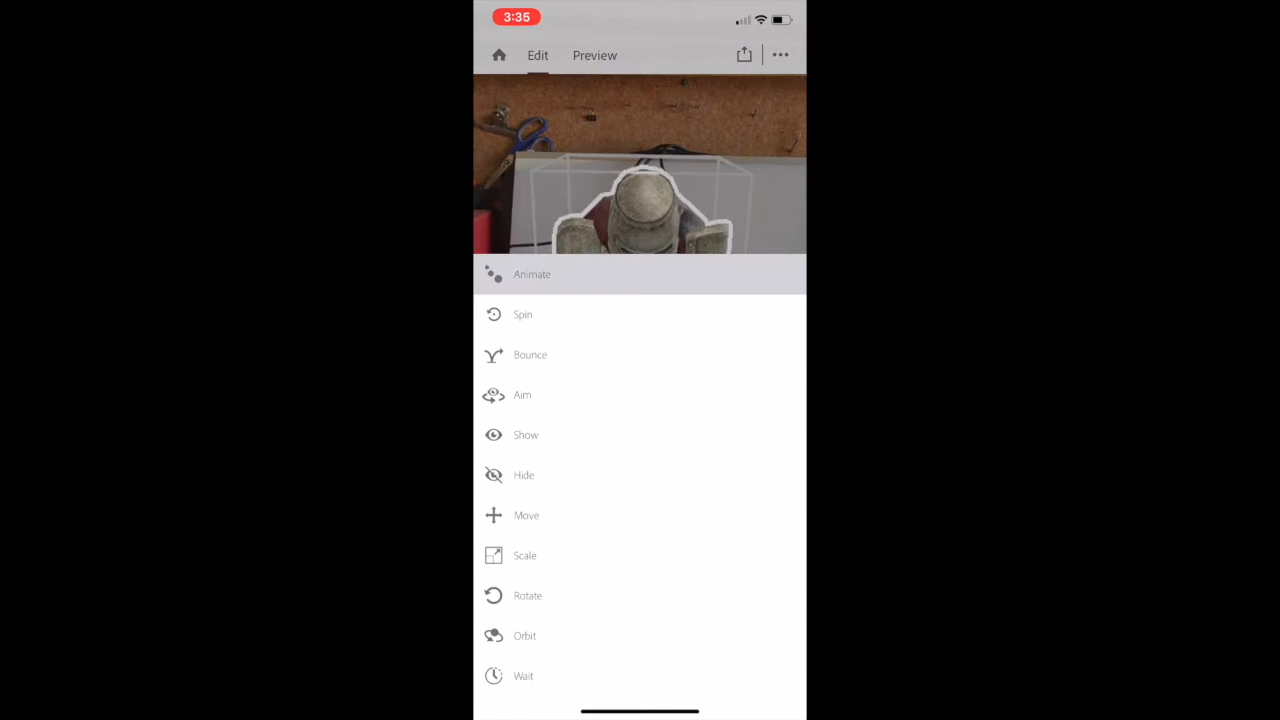 3:35
Edit Preview
Animate
Spin
Bounce
Aim
Show
Hide
Move
Scale
Rotate
Orbit
Wait